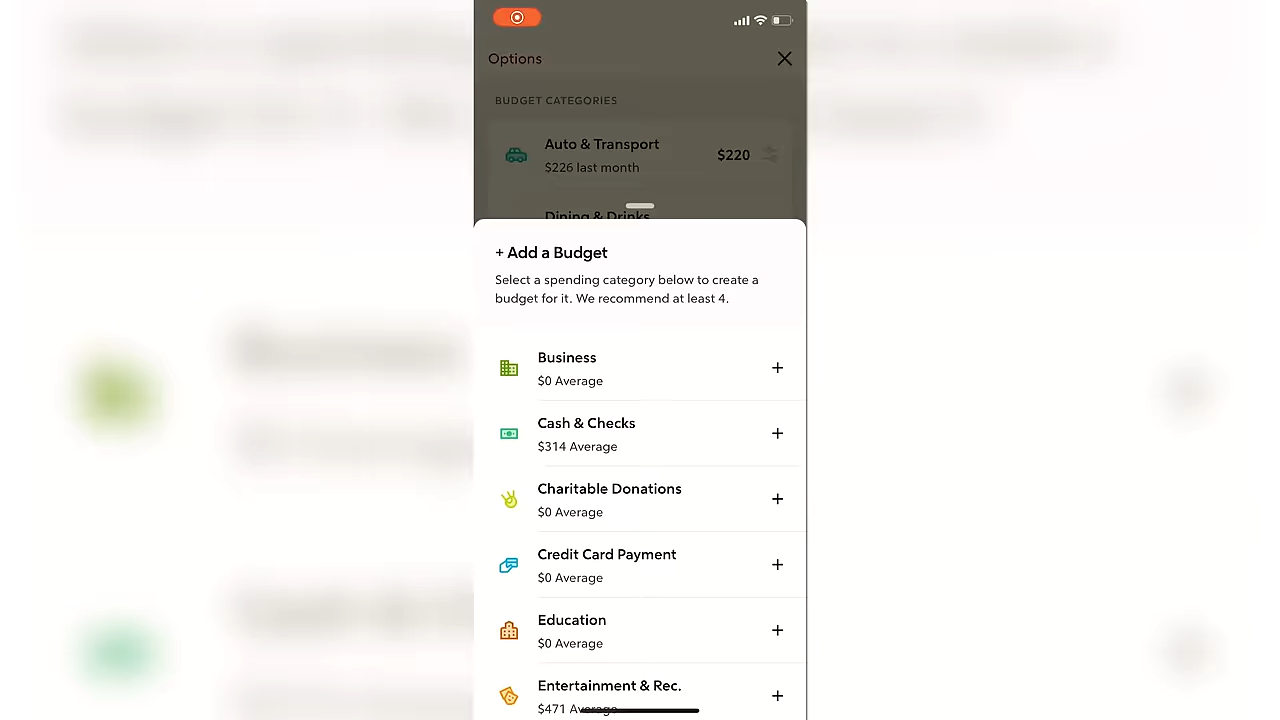 Options
BUDGET CATEGORIES
Auto & Transport
$226 last month
$220
Dining & Drinks
+ Add a Budget
Select a spending category below to create a
budget for it. We recommend at least 4.
Business
$0 Average
+
Cash & Checks
$314 Average
+
Charitable Donations
$0 Average
+
Credit Card Payment
$0 Average
+
Education
$0 Average
+
Entertainment & Rec.
$471 Average
+